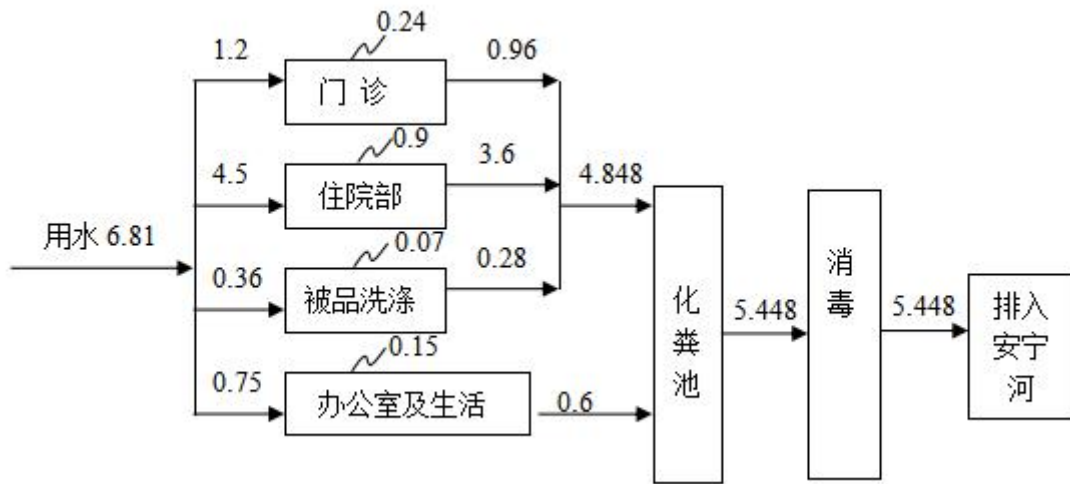 0.24
1.2
0.96
门 诊
0.9
4.5
3.6
4.848
住院部
用水 6.81
0.07
0.36
0.28
被品洗涤
0.15
0.75
办公室及生活
0.6
化
粪
池
5.448
消
毒
5.448
排入
安宁
河